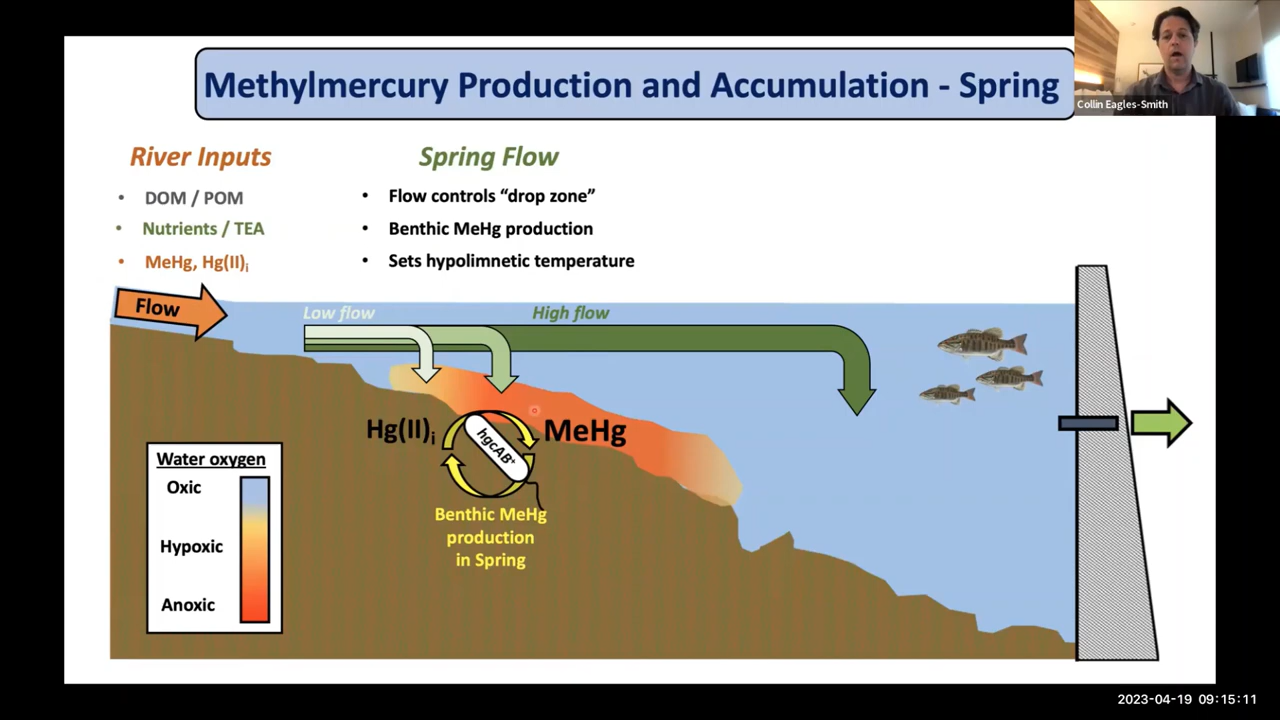 Methylmercury Production and Accumulation - Spring
Collin Eagles-Smith
River Inputs
• DOM / POM
• Nutrients / TEA
• MeHg, Hg(II)i
Spring Flow
• Flow controls “drop zone”
• Benthic MeHg production
• Sets hypolimnetic temperature
Flow
Low flow
High flow
Hg(II)i
hgcAB+
MeHg
Benthic MeHg
production
in Spring
Water oxygen
Oxic
Hypoxic
Anoxic
2023-04-19 09:15:11